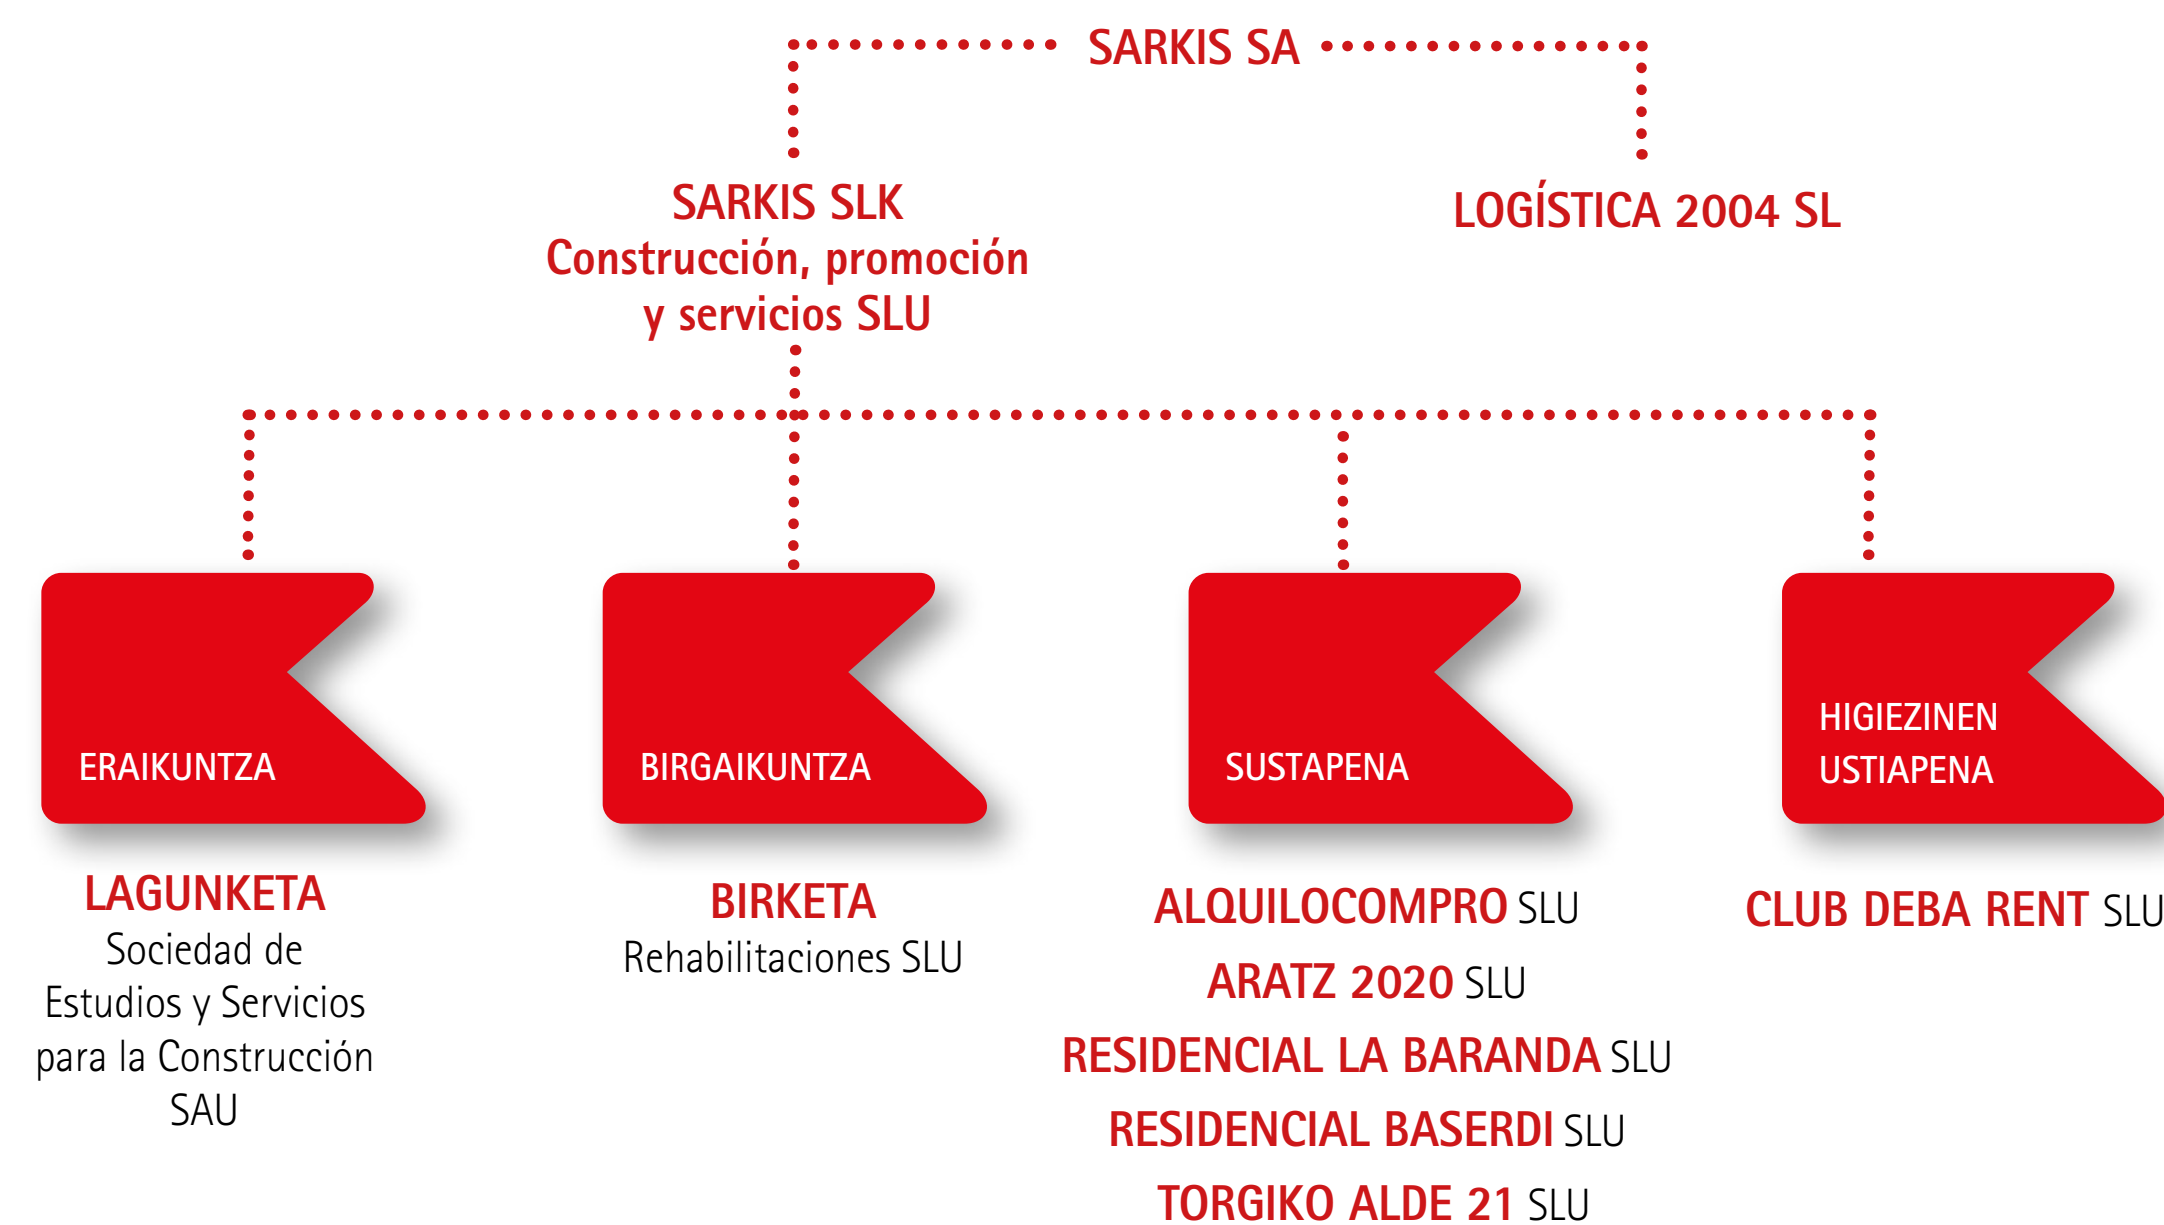 SARKIS SA
SARKIS SLK
Construcción, promoción
y servicios SLU
LOGÍSTICA 2004 SL
ERAIKUNTZA
LAGUNKETA
Sociedad de
Estudios y Servicios
para la Construcción
SAU
BIRGAIKUNTZA
BIRKETA
Rehabilitaciones SLU
SUSTAPENA
ALQUILOCOMPRO SLU
ARATZ 2020 SLU
RESIDENCIAL LA BARANDA SLU
RESIDENCIAL BASERDI SLU
TORGIKO ALDE 21 SLU
HIGIEZINEN
USTIAPENA
CLUB DEBA RENT SLU